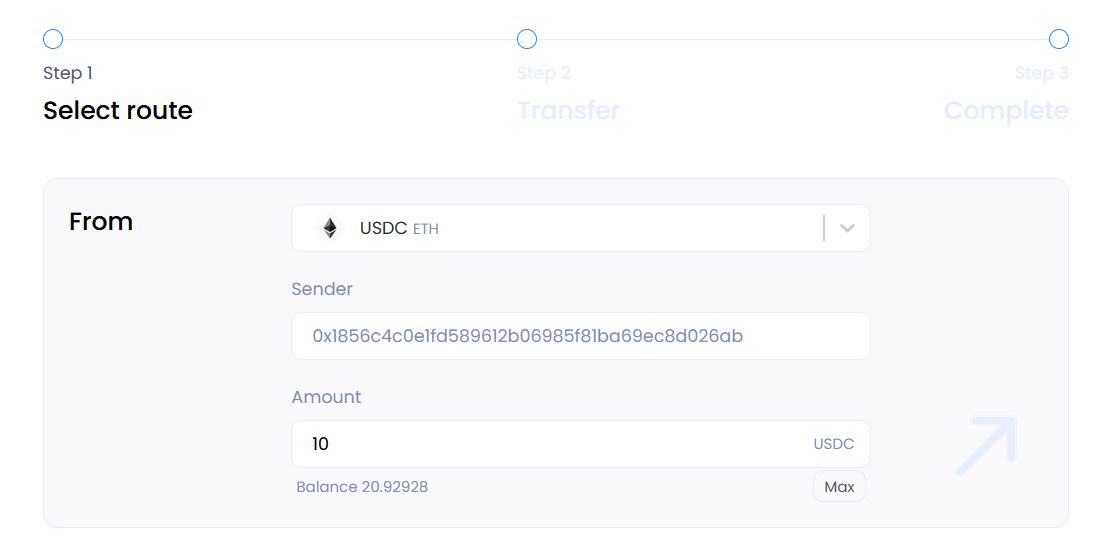 Step 1
Step 2
Step 3
Select route
Transfer
Complete
From
USDC ETH
Sender
0x1856c4c0e1fd589612b06985f81ba69ec8d026ab
Amount
10
USDC
Balance 20.92928
Max